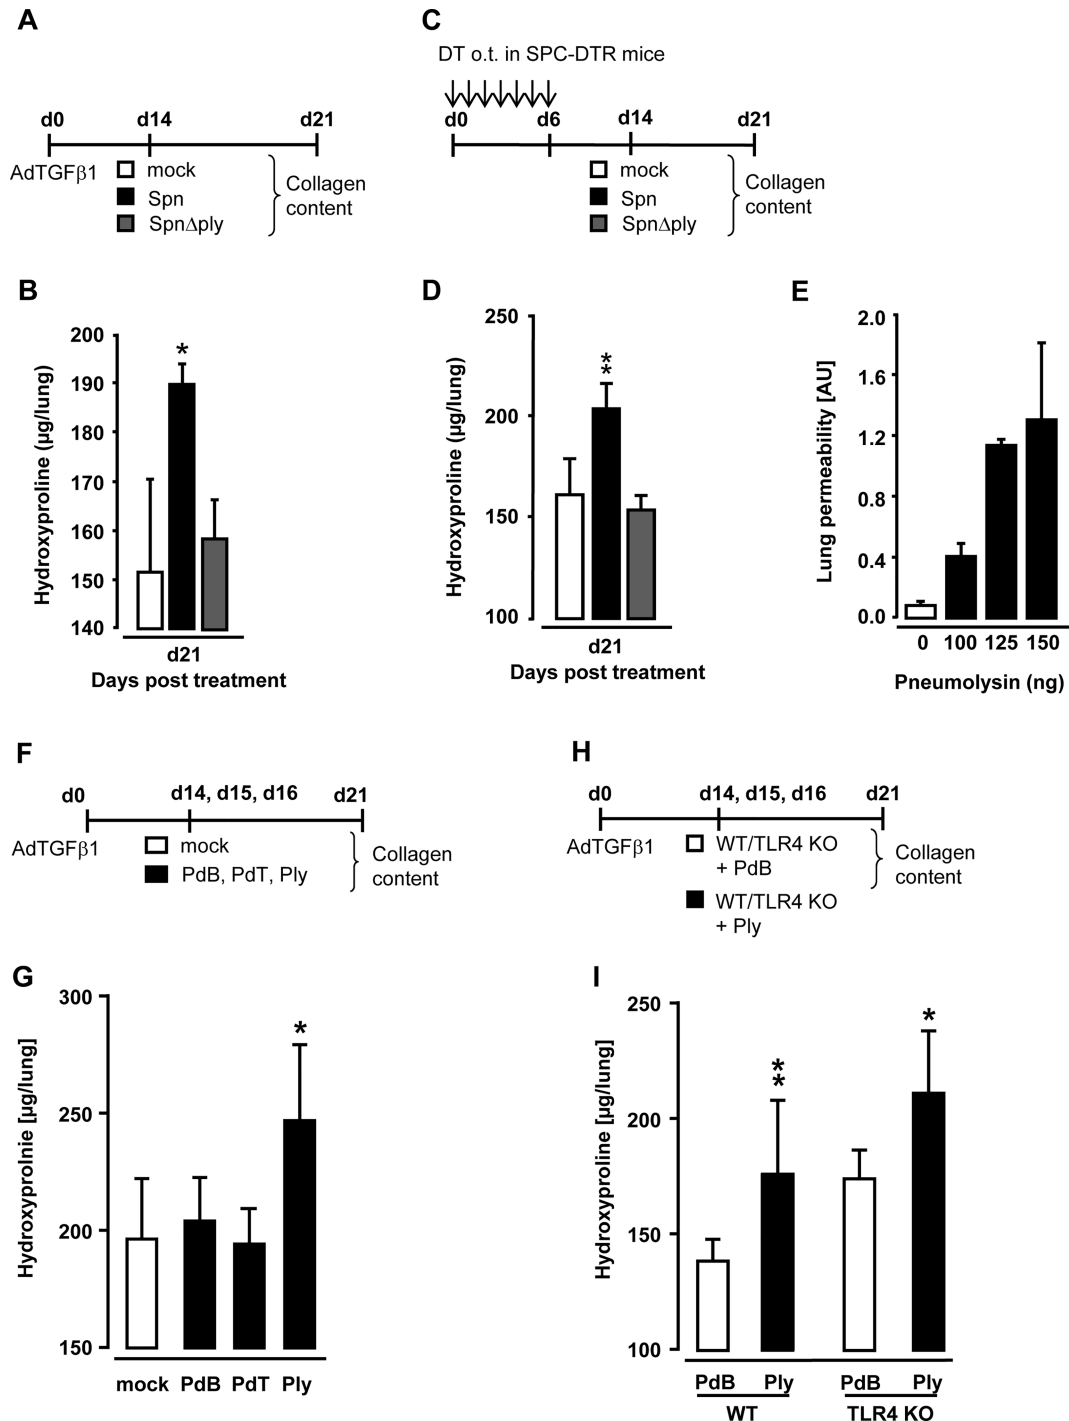 A
d0
d14
d21
AdTGFβ1
mock
Spn
SpnΔply
Collagen
content
C
DT o.t. in SPC-DTR mice
d0
d6
d14
d21
mock
Spn
SpnΔply
Collagen
content
B
Hydroxyproline (µg/lung)
200
190
180
170
160
150
140
*
d21
Days post treatment
D
Hydroxyproline (µg/lung)
250
200
150
100
*
*
d21
Days post treatment
E
Lung permeability [AU]
2.0
1.6
1.2
0.8
0.4
0.0
0 100 125 150
Pneumolysin (ng)
F
d0
d14, d15, d16
d21
AdTGFβ1
mock
PdB, PdT, Ply
Collagen
content
H
d0
d14, d15, d16
d21
AdTGFβ1
WT/TLR4 KO
+ PdB
WT/TLR4 KO
+ Ply
Collagen
content
G
Hydroxyprolnie [µg/lung]
300
250
200
150
*
mock PdB PdT Ply
I
Hydroxyproline [µg/lung]
250
200
150
100
*
*
*
PdB Ply PdB Ply
WT TLR4 KO